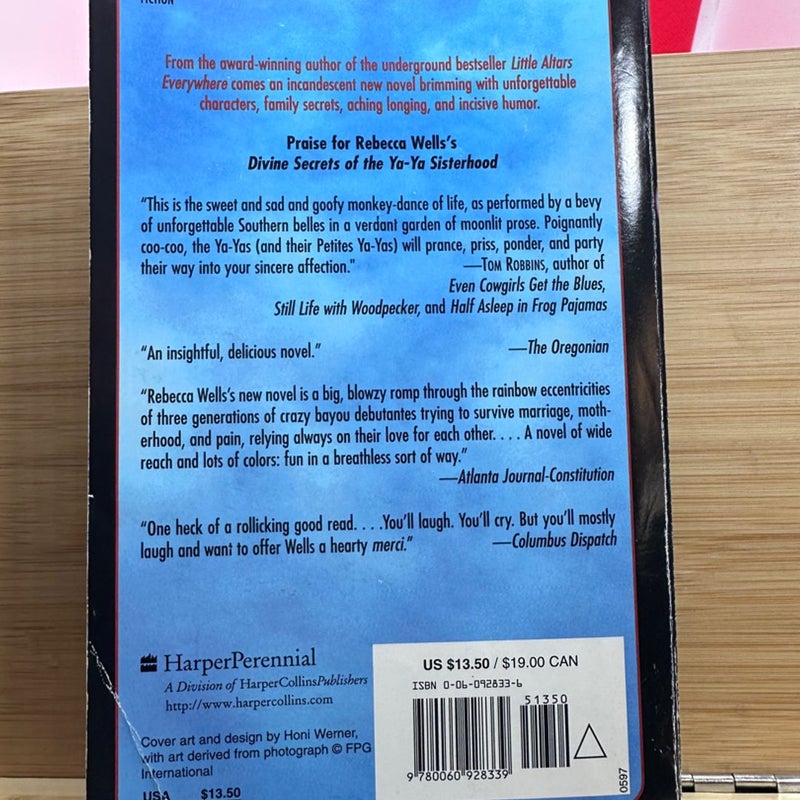 FICTION
From the award-winning author of the underground bestseller Little Altars
Everywhere comes an incandescent new novel brimming with unforgettable
characters, family secrets, aching longing, and incisive humor.
Praise for Rebecca Wells's
Divine Secrets of the Ya-Ya Sisterhood
"This is the sweet and sad and goofy monkey-dance of life, as performed by a bevy
of unforgettable Southern belles in a verdant garden of moonlit prose. Poignantly
coo-coo, the Ya-Yas (and their Petites Ya-Yas) will prance, priss, ponder, and party
their way into your sincere affection." —TOM ROBBINS, author of
Even Cowgirls Get the Blues,
Still Life with Woodpecker, and Half Asleep in Frog Pajamas
"An insightful, delicious novel." —The Oregonian
"Rebecca Wells's new novel is a big, blowzy romp through the rainbow eccentricities
of three generations of crazy bayou debutantes trying to survive marriage, moth-
erhood, and pain, relying always on their love for each other. . . . A novel of wide
reach and lots of colors: fun in a breathless sort of way."
—Atlanta Journal-Constitution
"One heck of a rollicking good read. . . .You'll laugh. You'll cry. But you'll mostly
laugh and want to offer Wells a hearty merci." —Columbus Dispatch
HarperPerennial
A Division of HarperCollinsPublishers
http://www.harpercollins.com
Cover art and design by Honi Werner,
with art derived from photograph © FPG
International
USA $13.50
US $13.50 / $19.00 CAN
ISBN 0-06-092833-6
51350
9 780060 928339
0597